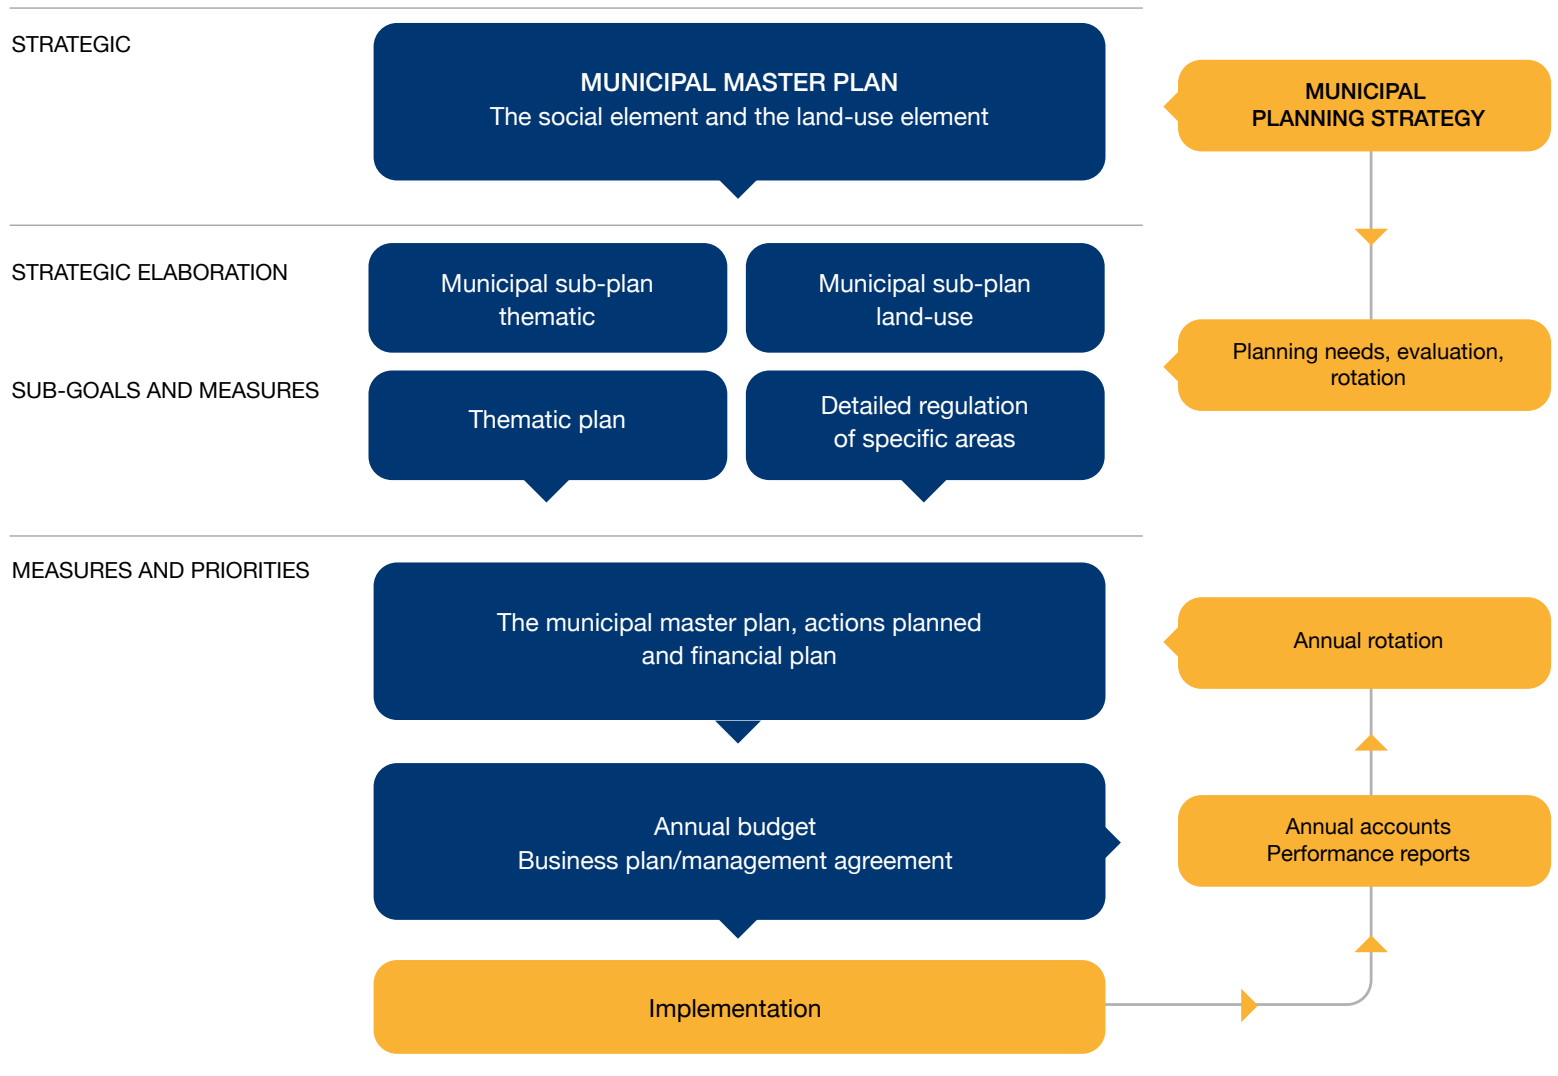 STRATEGIC
MUNICIPAL MASTER PLAN
The social element and the land-use element
MUNICIPAL
PLANNING STRATEGY
STRATEGIC ELABORATION
Municipal sub-plan
thematic
Municipal sub-plan
land-use
Planning needs, evaluation,
rotation
SUB-GOALS AND MEASURES
Thematic plan
Detailed regulation
of specific areas
MEASURES AND PRIORITIES
The municipal master plan, actions planned
and financial plan
Annual rotation
Annual budget
Business plan/management agreement
Annual accounts
Performance reports
Implementation